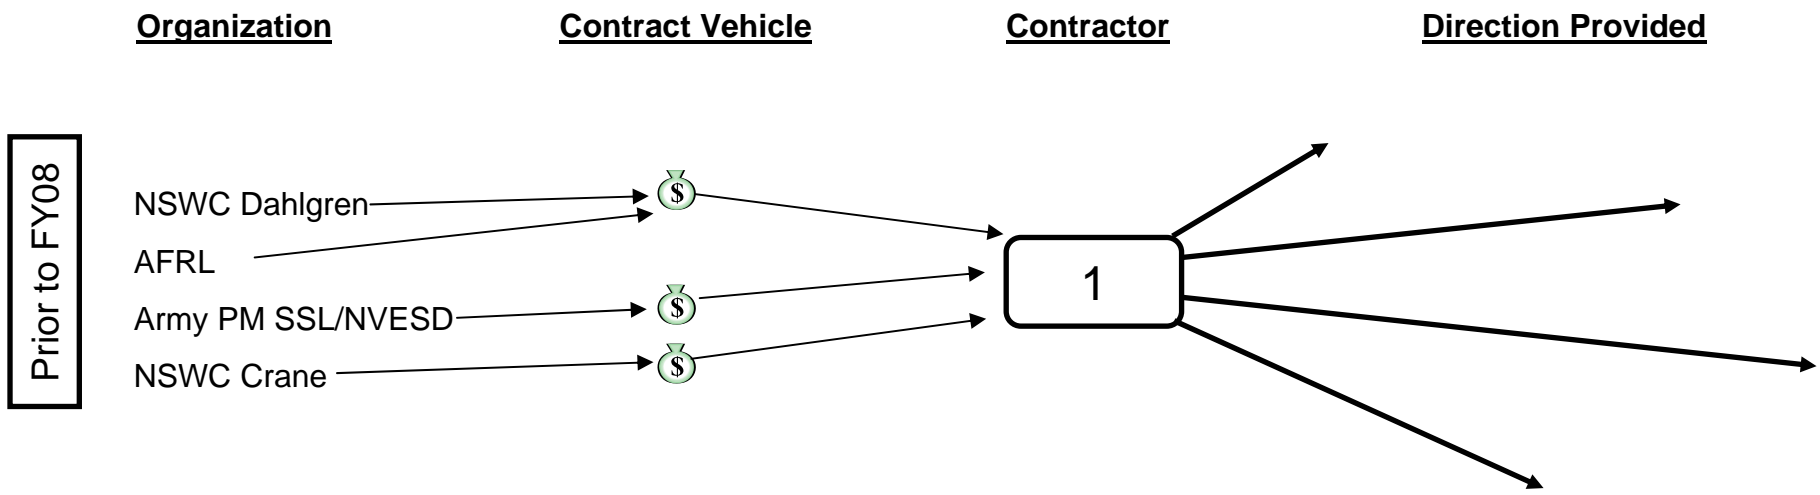 Organization Contract Vehicle Contractor Direction Provided
Prior to FY08
NSWC Dahlgren
$
AFRL
1
Army PM SSL/NVESD
$
NSWC Crane
$